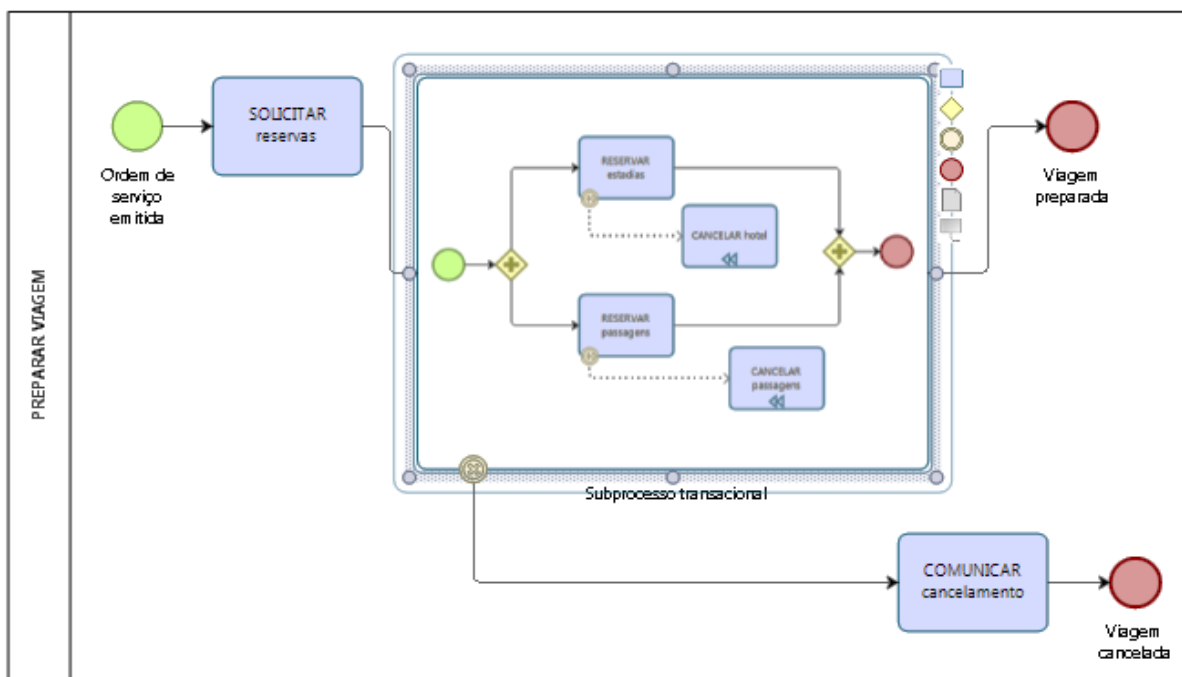 PREPARAR VIAGEM
SOLICITAR
reservas
Ordem de
serviço
emitida
RESERVAR
estadias
CANCELAR hotel
RESERVAR
passagens
CANCELAR
passagens
Subprocesso transacional
Viagem
preparada
COMUNICAR
cancelamento
Viagem
cancelada